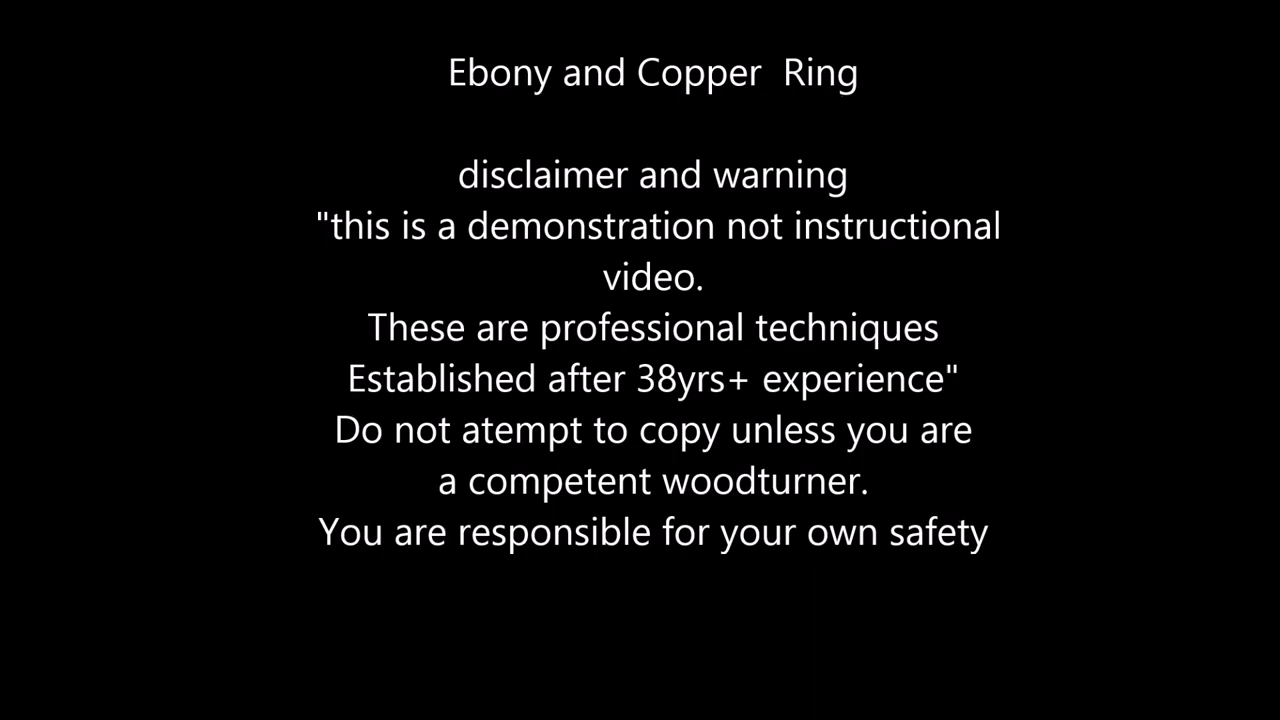 Ebony and Copper  Ring
disclaimer and warning
"this is a demonstration not instructional
video.
These are professional techniques
Established after 38yrs+ experience"
Do not atempt to copy unless you are
a competent woodturner.
You are responsible for your own safety